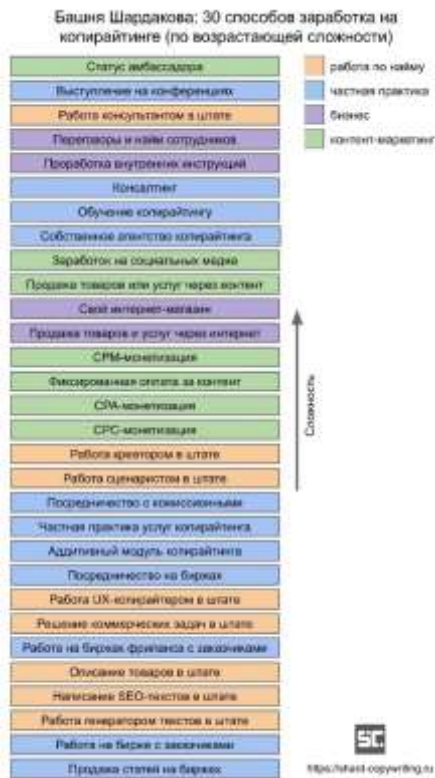 Башня Шардакова: 30 способов заработка на
копирайтинге (по возрастающей сложности)
Статус амбассадора
Выступление на конференциях
Работа консультантом в штате
Переговоры и найм сотрудников
Проработка внутренних инструкций
Консалтинг
Обучение копирайтингу
Собственное агентство копирайтинга
Заработок на социальных медиа
Продажа товаров или услуг через контент
Свой интернет-магазин
Продажа товаров и услуг через интернет
CPM-монетизация
Фиксированная оплата за контент
CPA-монетизация
CPC-монетизация
Работа креатором в штате
Работа сценаристом в штате
Посредничество с комиссионными
Частная практика услуг копирайтинга
Аддитивный модуль копирайтинга
Посредничество на биржах
Работа UX-копирайтером в штате
Решение коммерческих задач в штате
Работа на биржах фриланса с заказчиками
Описание товаров в штате
Написание SEO-текстов в штате
Работа генератором текстов в штате
Работа на бирже с заказчиками
Продажа статей на биржах
работа по найму
частная практика
бизнес
контент-маркетинг
Сложность
SC
https://shard-copywriting.ru